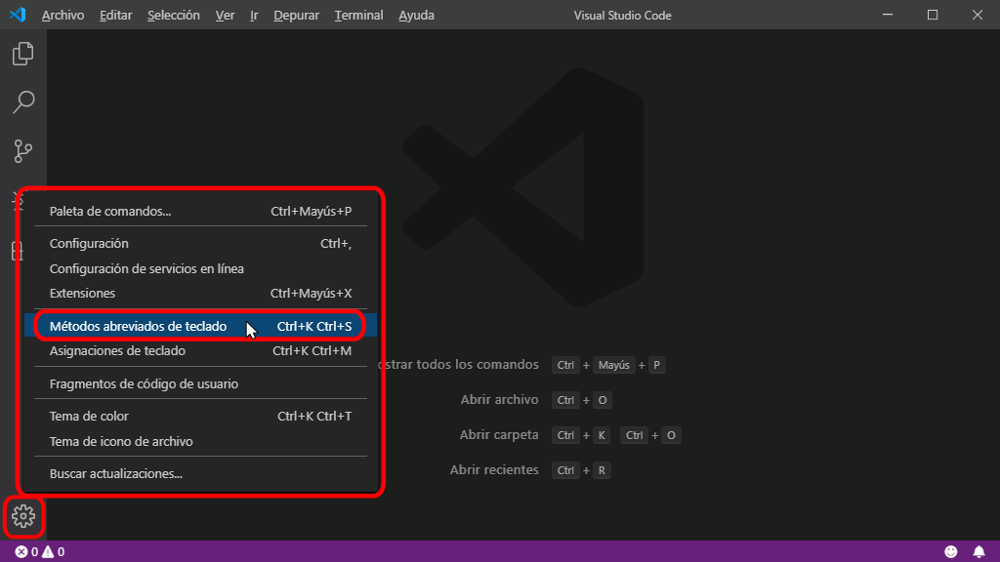 Archivo Editar Selección Ver Ir Depurar Terminal Ayuda Visual Studio Code
Paleta de comandos... Ctrl+Mayús+P
Configuración Ctrl+,
Configuración de servicios en línea
Extensiones Ctrl+Mayús+X
Métodos abreviados de teclado Ctrl+K Ctrl+S
Asignaciones de teclado Ctrl+K Ctrl+M
Fragmentos de código de usuario
Tema de color Ctrl+K Ctrl+T
Tema de icono de archivo
Buscar actualizaciones...
strar todos los comandos Ctrl + Mayús + P
Abrir archivo Ctrl + O
Abrir carpeta Ctrl + K Ctrl + O
Abrir recientes Ctrl + R
0 0